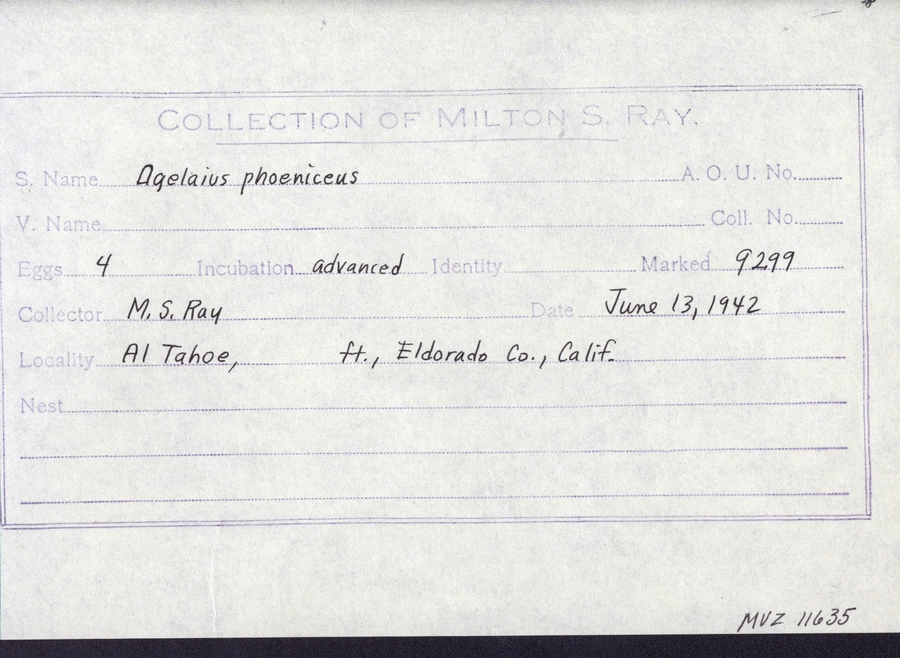 COLLECTION OF MILTON S. RAY.
S. Name Agelaius phoeniceus A. O. U. No.
V. Name Coll. No.
Eggs 4 Incubation advanced Identity Marked 9299
Collector M. S. Ray Date June 13, 1942
Locality Al Tahoe, ft., Eldorado Co., Calif.
Nest
MVZ 11635